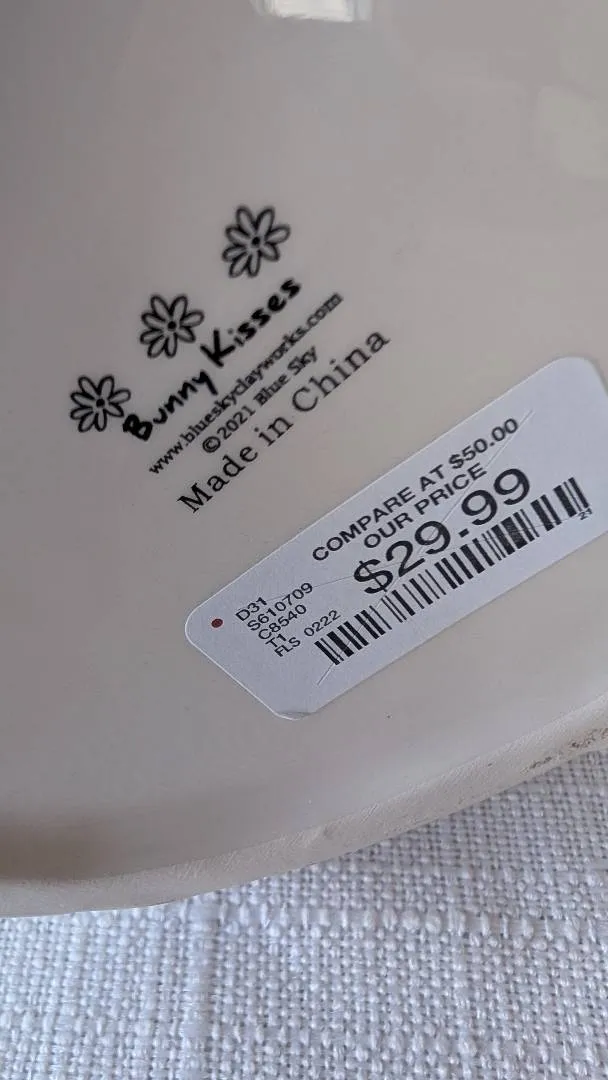 Bunny Kisses
www.blueskyclayworks.com
©2021 Blue Sky
Made in China
COMPARE AT $50.00
OUR PRICE
$29.99
D31
S610709
C8540
T1
FLS 0222
21